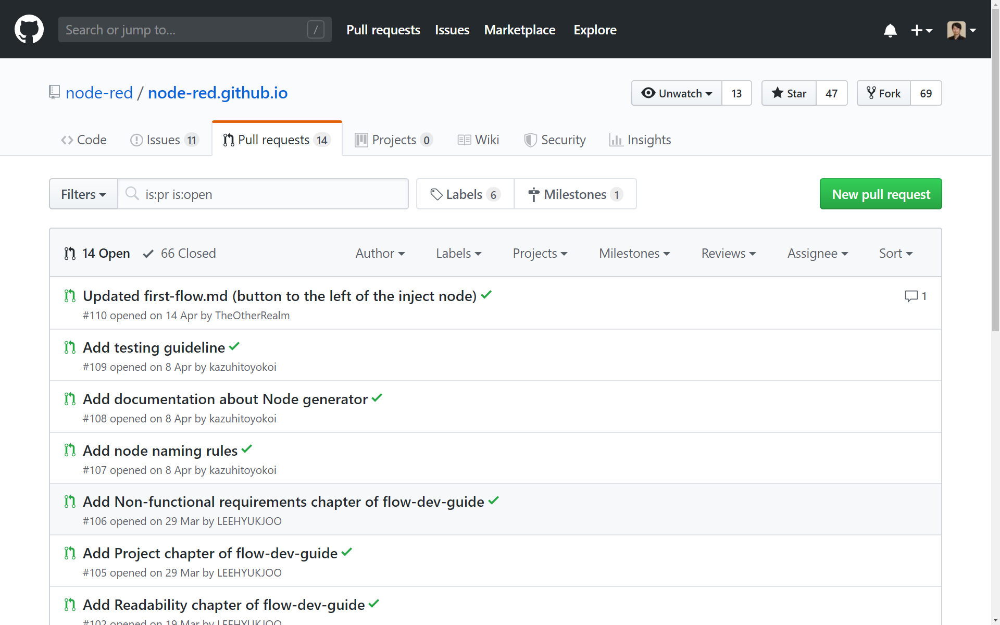 Search or jump to... / Pull requests Issues Marketplace Explore
node-red / node-red.github.io Unwatch 13 Star 47 Fork 69
Code Issues 11 Pull requests 14 Projects 0 Wiki Security Insights
Filters is:pr is:open Labels 6 Milestones 1 New pull request
14 Open 66 Closed Author Labels Projects Milestones Reviews Assignee Sort
Updated first-flow.md (button to the left of the inject node) 1
#110 opened on 14 Apr by TheOtherRealm
Add testing guideline
#109 opened on 8 Apr by kazuhitoyokoi
Add documentation about Node generator
#108 opened on 8 Apr by kazuhitoyokoi
Add node naming rules
#107 opened on 8 Apr by kazuhitoyokoi
Add Non-functional requirements chapter of flow-dev-guide
#106 opened on 29 Mar by LEEHYUKJOO
Add Project chapter of flow-dev-guide
#105 opened on 29 Mar by LEEHYUKJOO
Add Readability chapter of flow-dev-guide
#102 opened on 19 Mar by LEEHYUKJOO